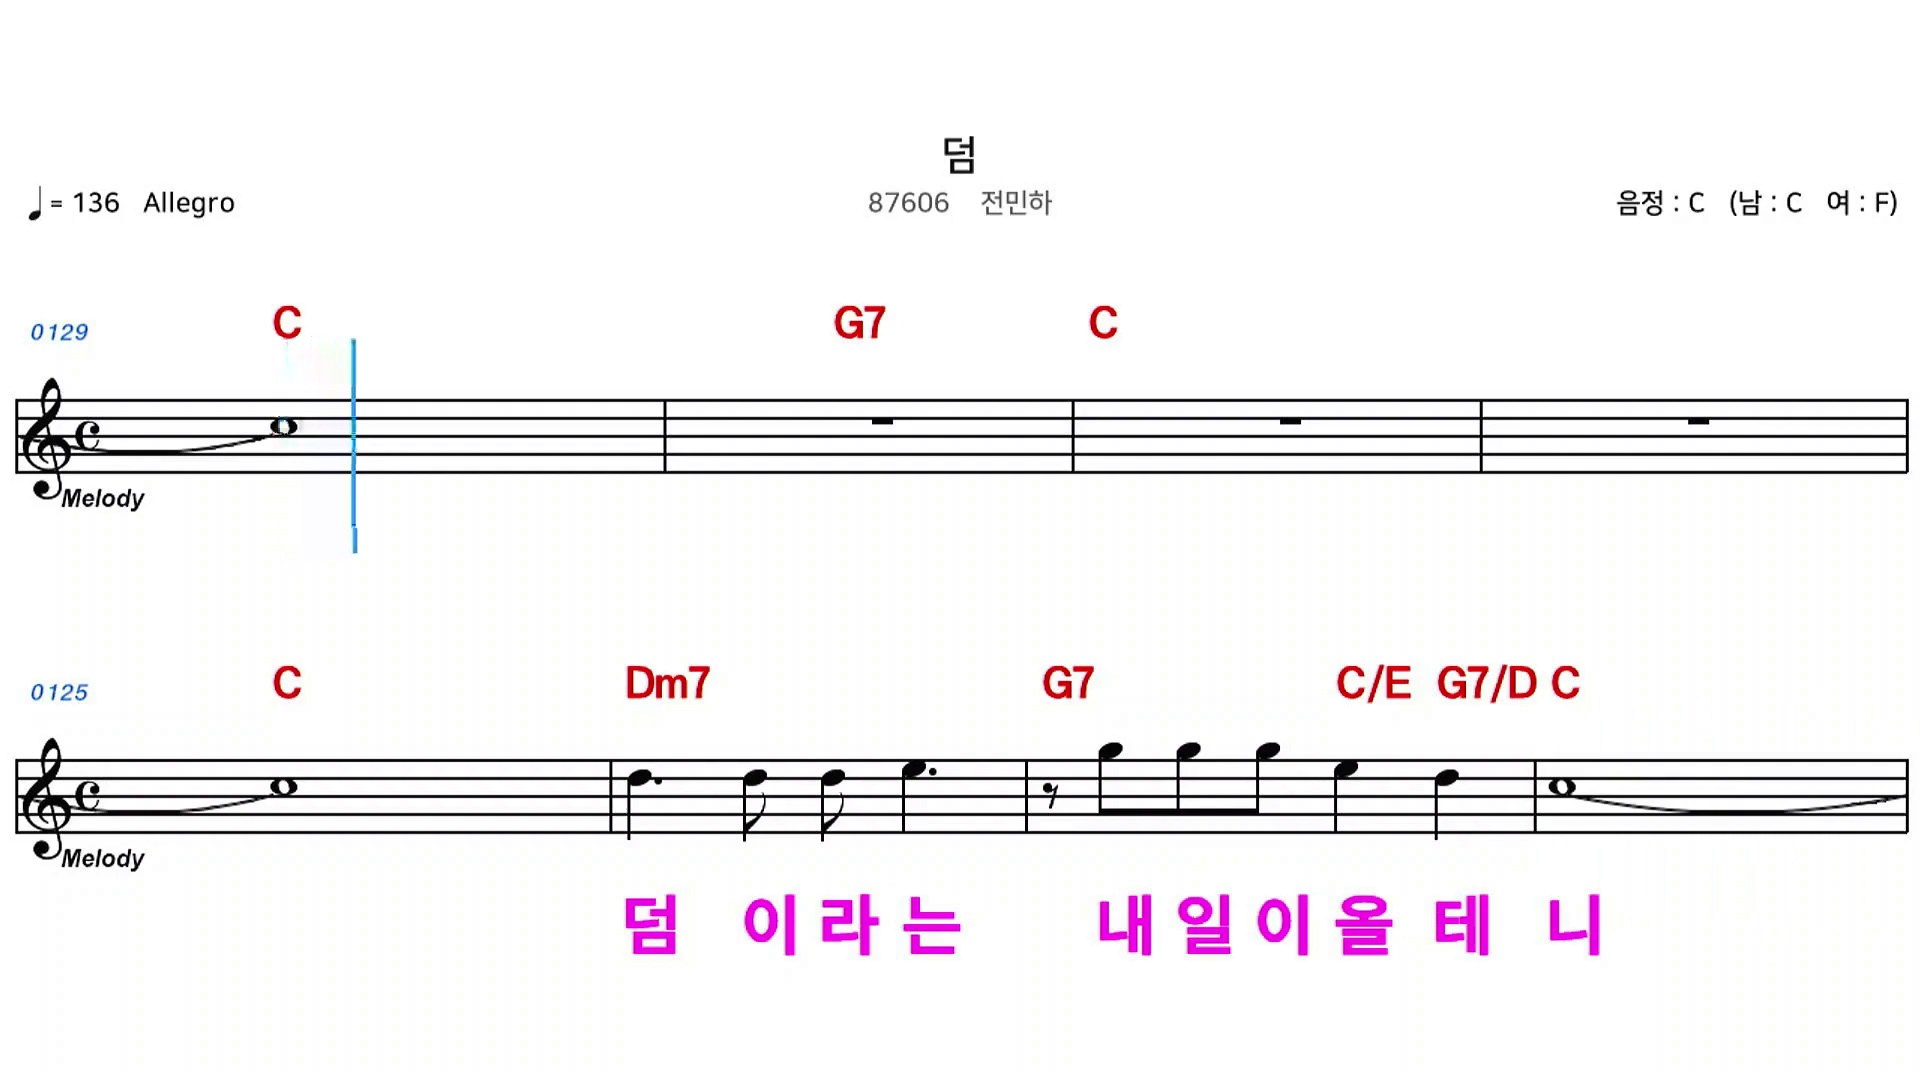 덤
= 136 Allegro
87606 전민하
음정 : C (남 : C 여 : F)
C G7 C
0129
Melody
C Dm7 G7 C/E G7/D C
0125
Melody
덤 이 라 는 내 일 이 올 테 니